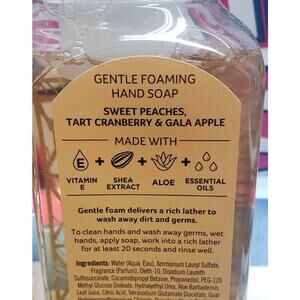 GENTLE FOAMING
HAND SOAP
SWEET PEACHES,
TART CRANBERRY & GALA APPLE
MADE WITH
E + + +
VITAMIN E
SHEA EXTRACT
ALOE
ESSENTIAL OILS
Gentle foam delivers a rich lather to
wash away dirt and germs.
To clean hands and wash away germs, wet
hands, apply soap, work into a rich lather
for at least 20 seconds and rinse well.
Ingredients: Water (Aqua, Eau), Ammonium Lauryl Sulfate,
Fragrance (Parfum), Oleth-10, Disodium Laureth
Sulfosuccinate, Cocamidopropyl Betaine, Propanediol, PEG-120
Methyl Glucose Dioleate, Hydroxyacetone, Aloe Barbadensis
Leaf Juice, Citric Acid, Tetrasodium Glutamate Diacetate, Guar